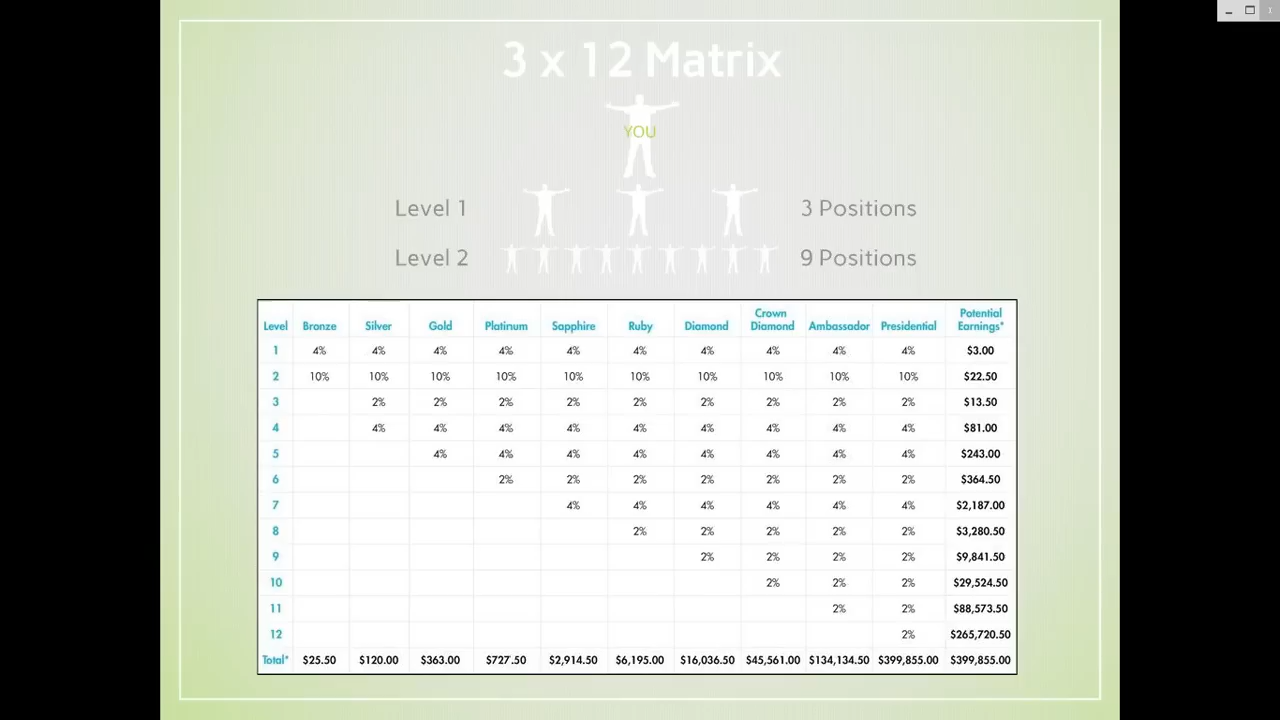 3 x 12 Matrix
YOU
Level 1 3 Positions
Level 2 9 Positions
Level Bronze Silver Gold Platinum Sapphire Ruby Diamond Crown Diamond Ambassador Presidential Potential Earnings*
1 4% 4% 4% 4% 4% 4% 4% 4% 4% 4% $3.00
2 10% 10% 10% 10% 10% 10% 10% 10% 10% 10% $22.50
3 2% 2% 2% 2% 2% 2% 2% 2% 2% $13.50
4 4% 4% 4% 4% 4% 4% 4% 4% 4% $81.00
5 4% 4% 4% 4% 4% 4% 4% 4% $243.00
6 2% 2% 2% 2% 2% 2% 2% $364.50
7 4% 4% 4% 4% 4% 4% $2,187.00
8 2% 2% 2% 2% 2% $3,280.50
9 2% 2% 2% 2% $9,841.50
10 2% 2% 2% $29,524.50
11 2% 2% $88,573.50
12 2% $265,720.50
Total* $25.50 $120.00 $363.00 $727.50 $2,914.50 $6,195.00 $16,036.50 $45,561.00 $134,134.50 $399,855.00 $399,855.00